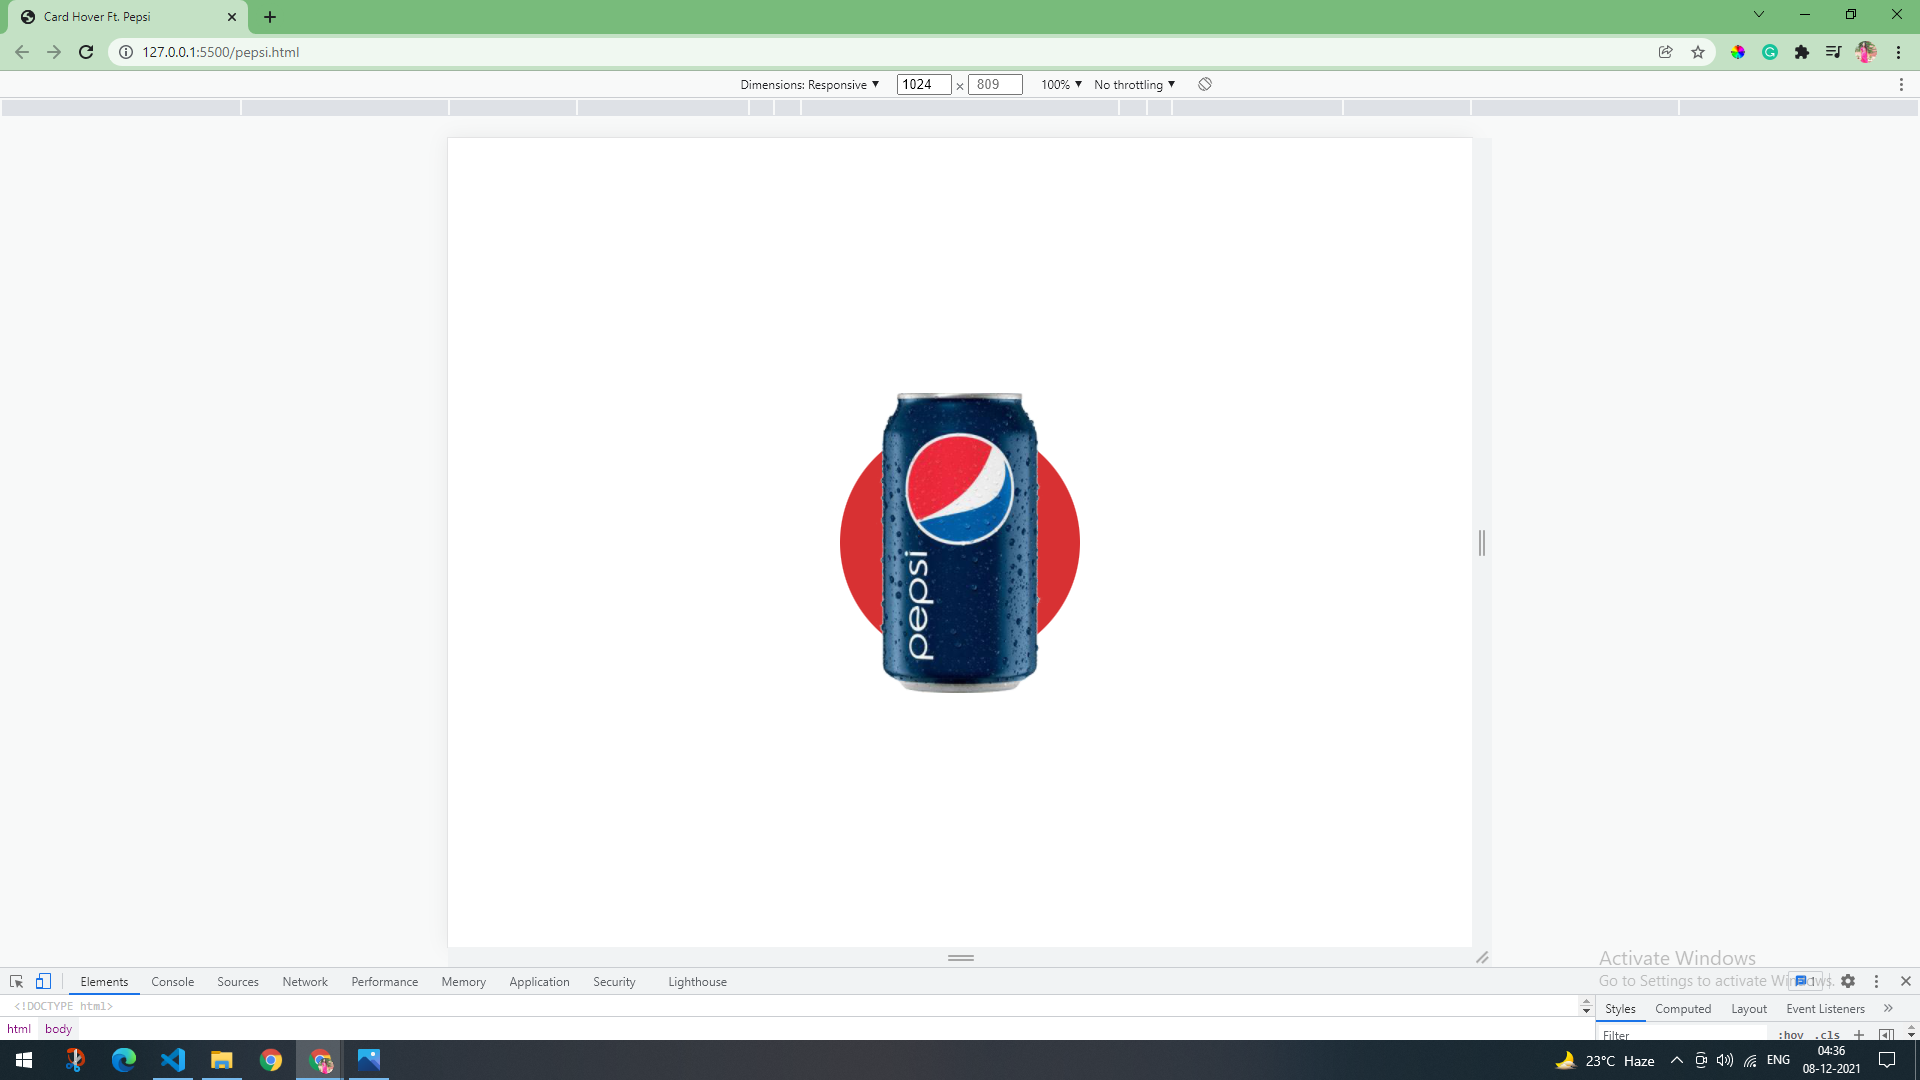 Card Hover Ft. Pepsi
127.0.0.1:5500/pepsi.html
Dimensions: Responsive ▼ 1024 × 809 100% ▼ No throttling ▼
pepsi
Activate Windows
Go to Settings to activate Windows.
Elements Console Sources Network Performance Memory Application Security Lighthouse 1
<!DOCTYPE html>
Styles Computed Layout Event Listeners »
html body
Filter :hov .cls +
23°C Haze ENG 04:36
08-12-2021